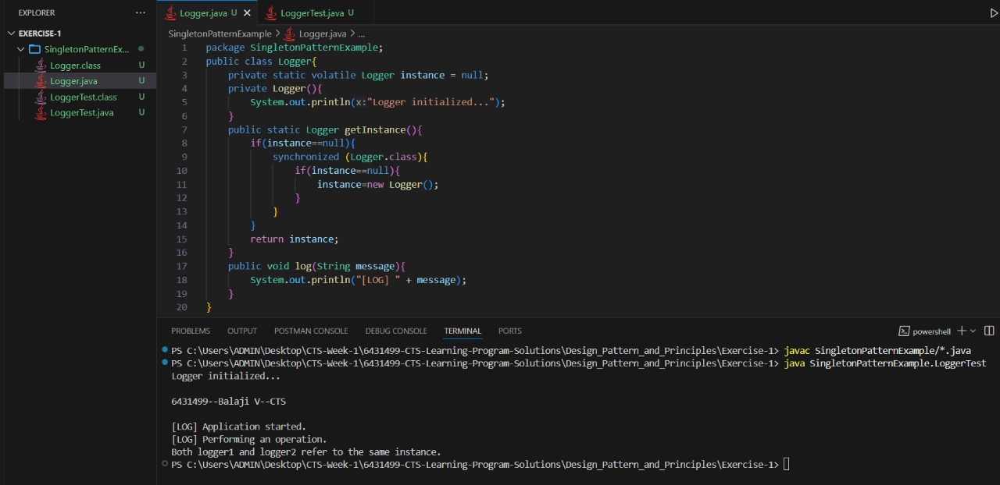 EXPLORER ...
EXERCISE-1
SingletonPatternEx...
Logger.class U
Logger.java U
LoggerTest.class U
LoggerTest.java U
Logger.java U
LoggerTest.java U
SingletonPatternExample > Logger.java > ...
1 package SingletonPatternExample;
2 public class Logger{
3 private static volatile Logger instance = null;
4 private Logger(){
5 System.out.println(x:"Logger initialized...");
6 }
7 public static Logger getInstance(){
8 if(instance==null){
9 synchronized (Logger.class){
10 if(instance==null){
11 instance=new Logger();
12 }
13 }
14 }
15 return instance;
16 }
17 public void log(String message){
18 System.out.println("[LOG] " + message);
19 }
20 }
PROBLEMS OUTPUT POSTMAN CONSOLE DEBUG CONSOLE TERMINAL PORTS powershell
PS C:\Users\ADMIN\Desktop\CTS-Week-1\6431499-CTS-Learning-Program-Solutions\Design_Pattern_and_Principles\Exercise-1> javac SingletonPatternExample/*.java
PS C:\Users\ADMIN\Desktop\CTS-Week-1\6431499-CTS-Learning-Program-Solutions\Design_Pattern_and_Principles\Exercise-1> java SingletonPatternExample.LoggerTest
Logger initialized...
6431499--Balaji V--CTS
[LOG] Application started.
[LOG] Performing an operation.
Both logger1 and logger2 refer to the same instance.
PS C:\Users\ADMIN\Desktop\CTS-Week-1\6431499-CTS-Learning-Program-Solutions\Design_Pattern_and_Principles\Exercise-1>